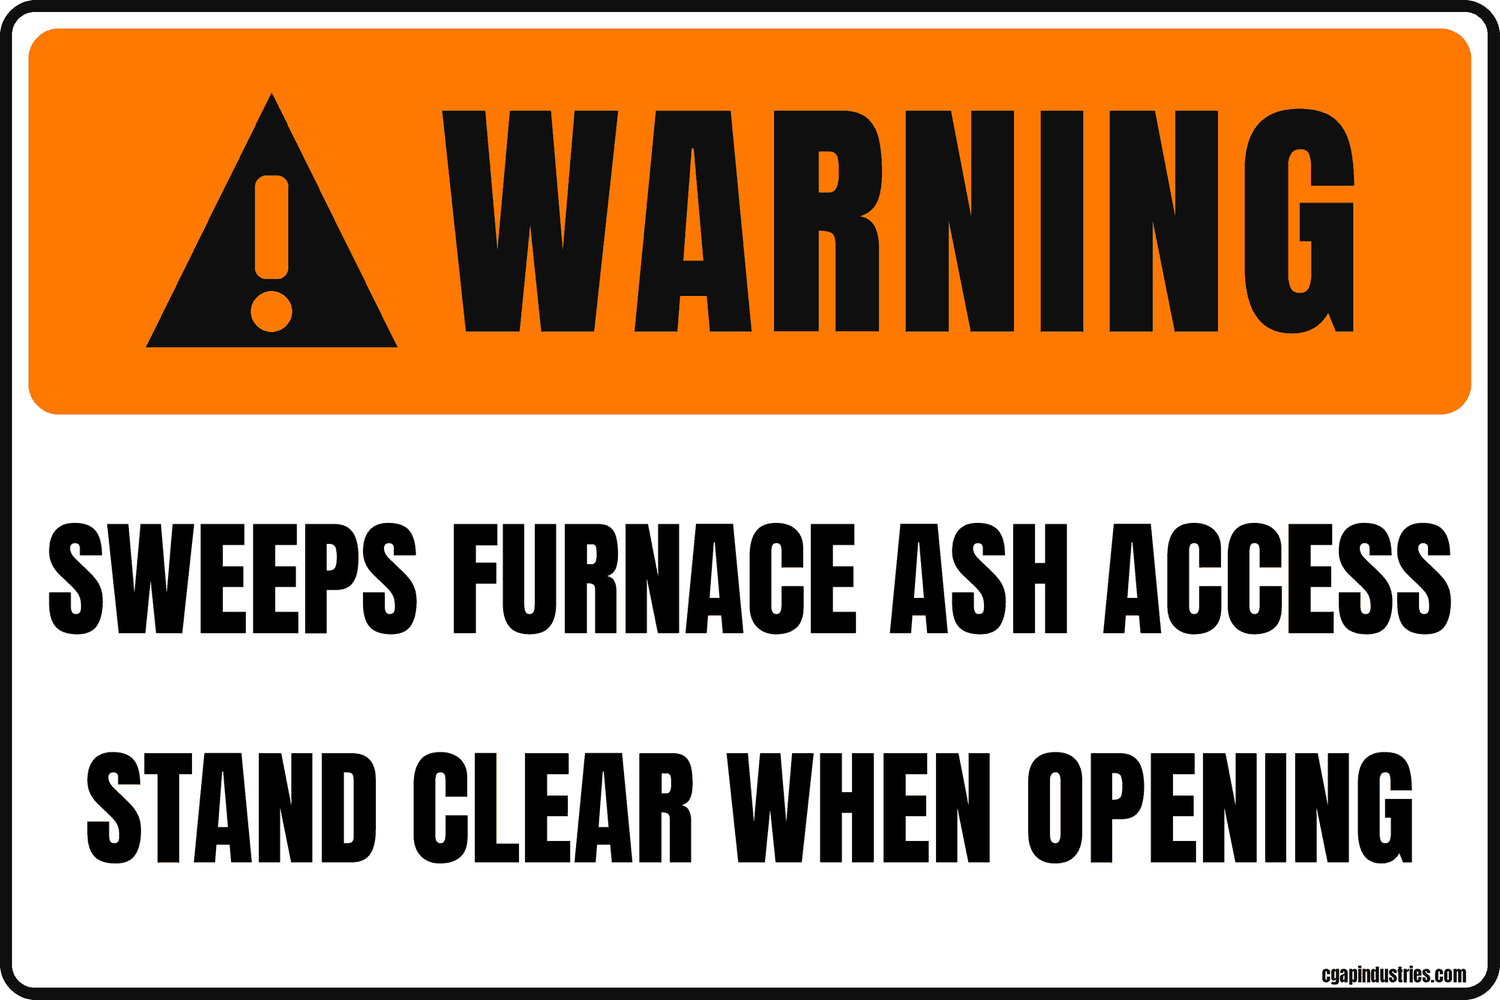 WARNING
SWEEPS FURNACE ASH ACCESS
STAND CLEAR WHEN OPENING
cgapindustries.com